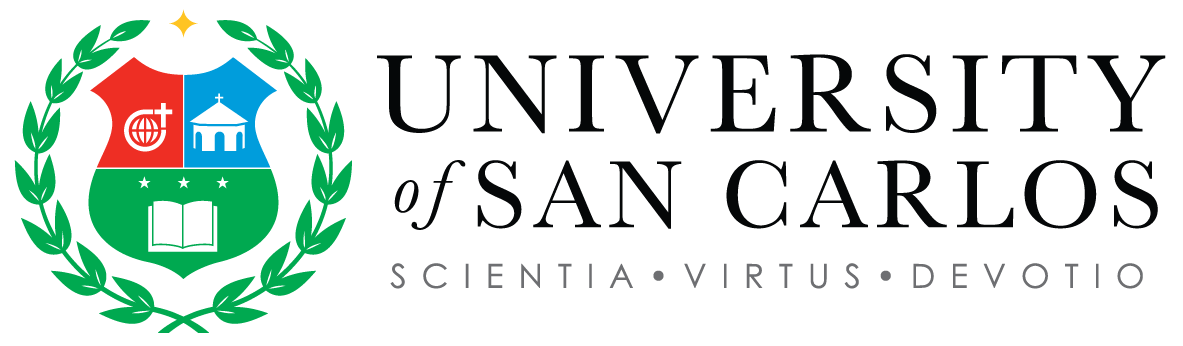 UNIVERSITY
of SAN CARLOS
SCIENTIA • VIRTUS • DEVOTIO